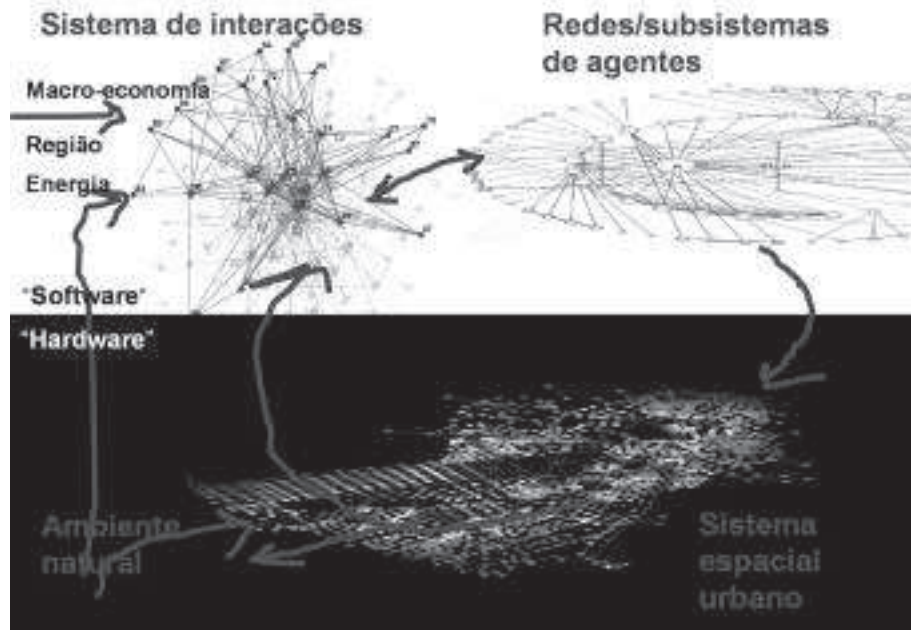 Sistema de interações
Redes/subsistemas
de agentes
Macro-economia
Região
Energia
"Software"
"Hardware"
Ambiente
natural
Sistema
espacial
urbano